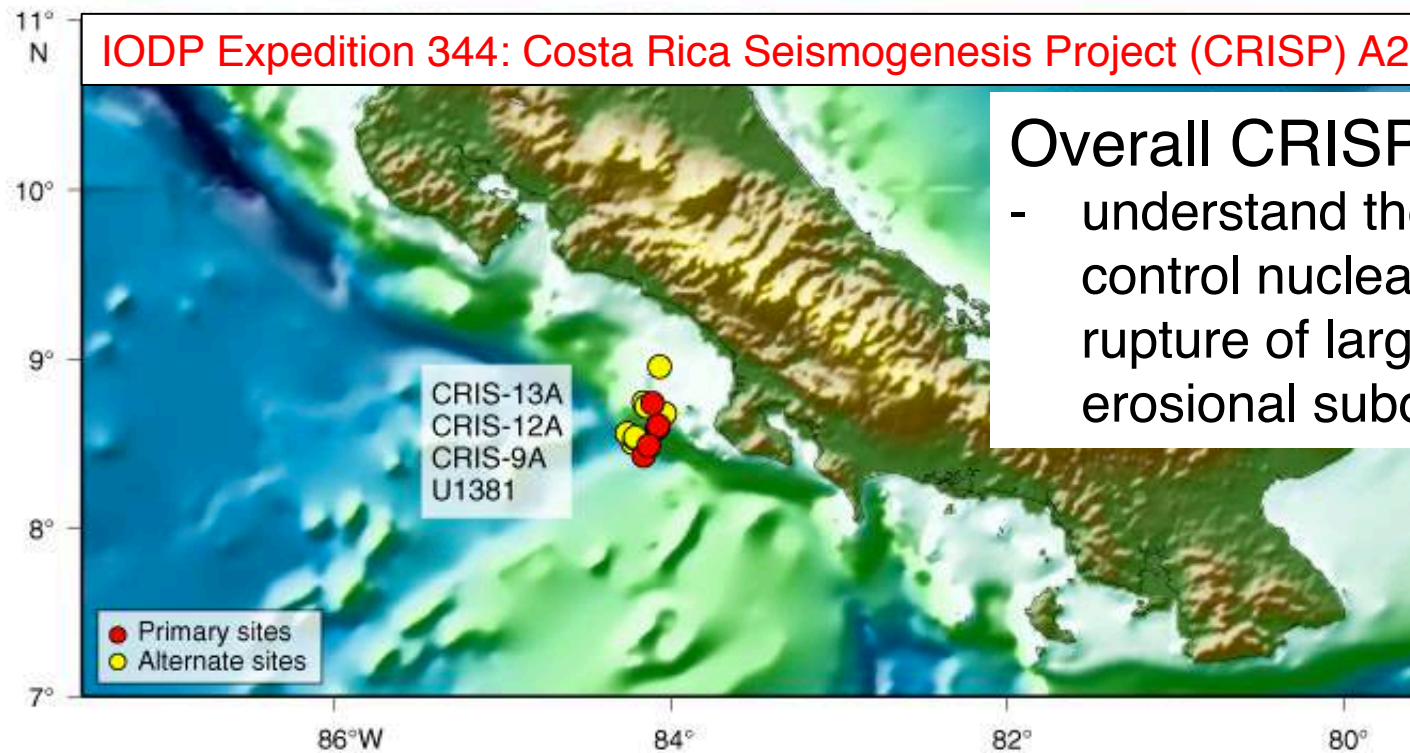 11°
N
IODP Expedition 344: Costa Rica Seismogenesis Project (CRISP) A2
Overall CRISP
- understand the
control nuclea
rupture of larg
erosional subd
10°
9°
CRIS-13A
CRIS-12A
CRIS-9A
U1381
8°
Primary sites
Alternate sites
7°
86°W 84° 82° 80°